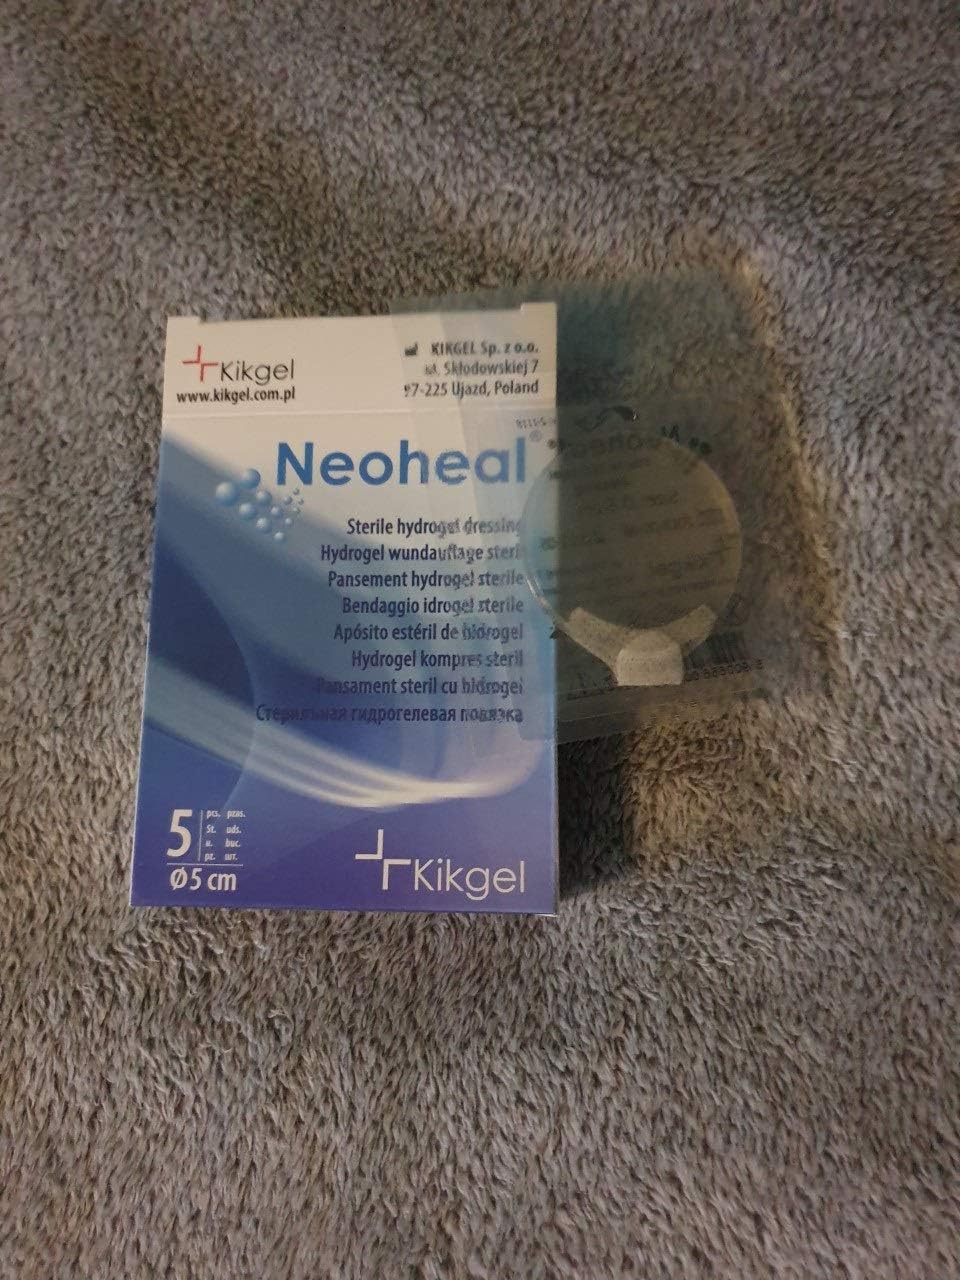 Kikgel
www.kikgel.com.pl
KIKGEL Sp. z o.o.
ul. Skłodowskiej 7
97-225 Ujazd, Poland
Neoheal®
Sterile hydrogel dressing
Hydrogel wundauflage steril
Pansement hydrogel sterile
Bendaggio idrogel sterile
Apósito estéril de hidrogel
Hydrogel kompres steril
Pansament steril cu hidrogel
Стерильная гидрогелевая повязка
5
pcs. pzas.
St. uds.
u. buc.
pz. шт.
Ø5 cm
Kikgel